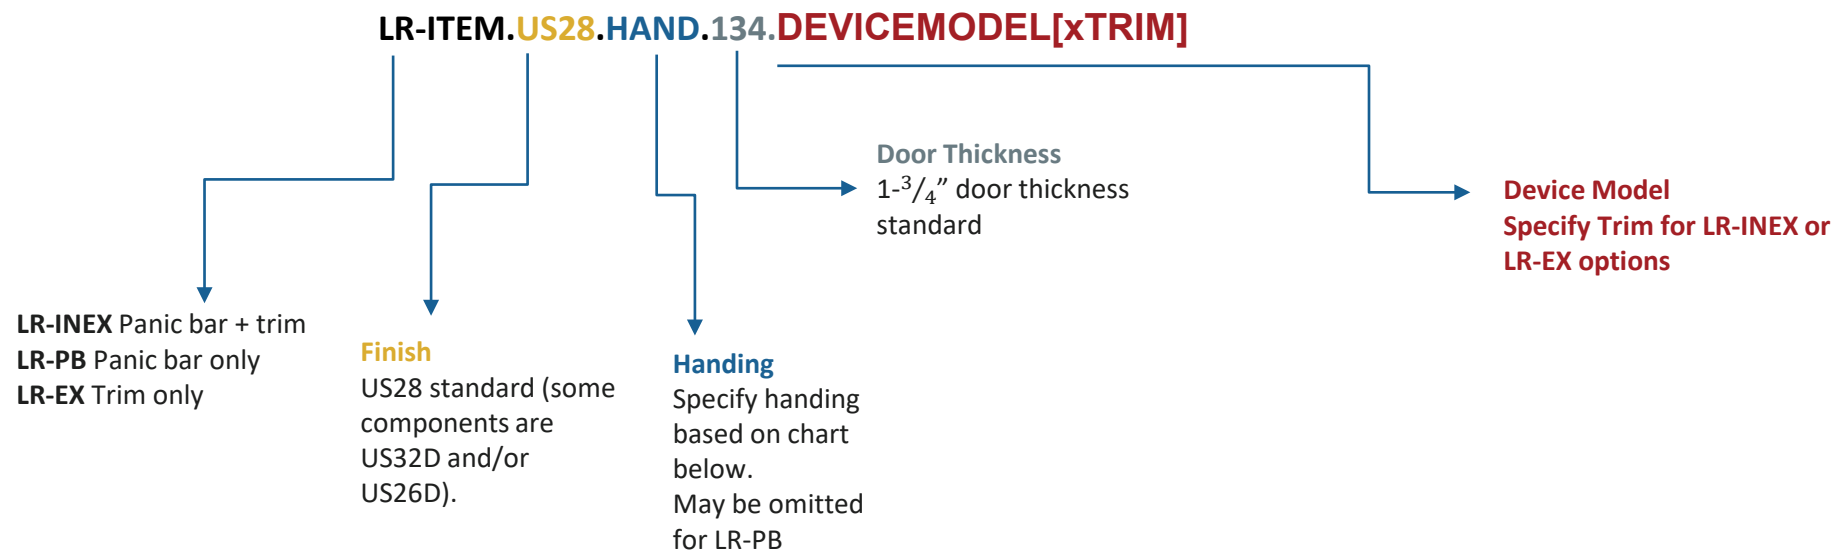 LR-ITEM.US28.HAND.134.DEVICEMODEL[xTRIM]
Door Thickness
1-3/4” door thickness
standard
Device Model
Specify Trim for LR-INEX or
LR-EX options
LR-INEX Panic bar + trim
LR-PB Panic bar only
LR-EX Trim only
Finish
US28 standard (some
components are
US32D and/or
US26D).
Handing
Specify handing
based on chart
below.
May be omitted
for LR-PB